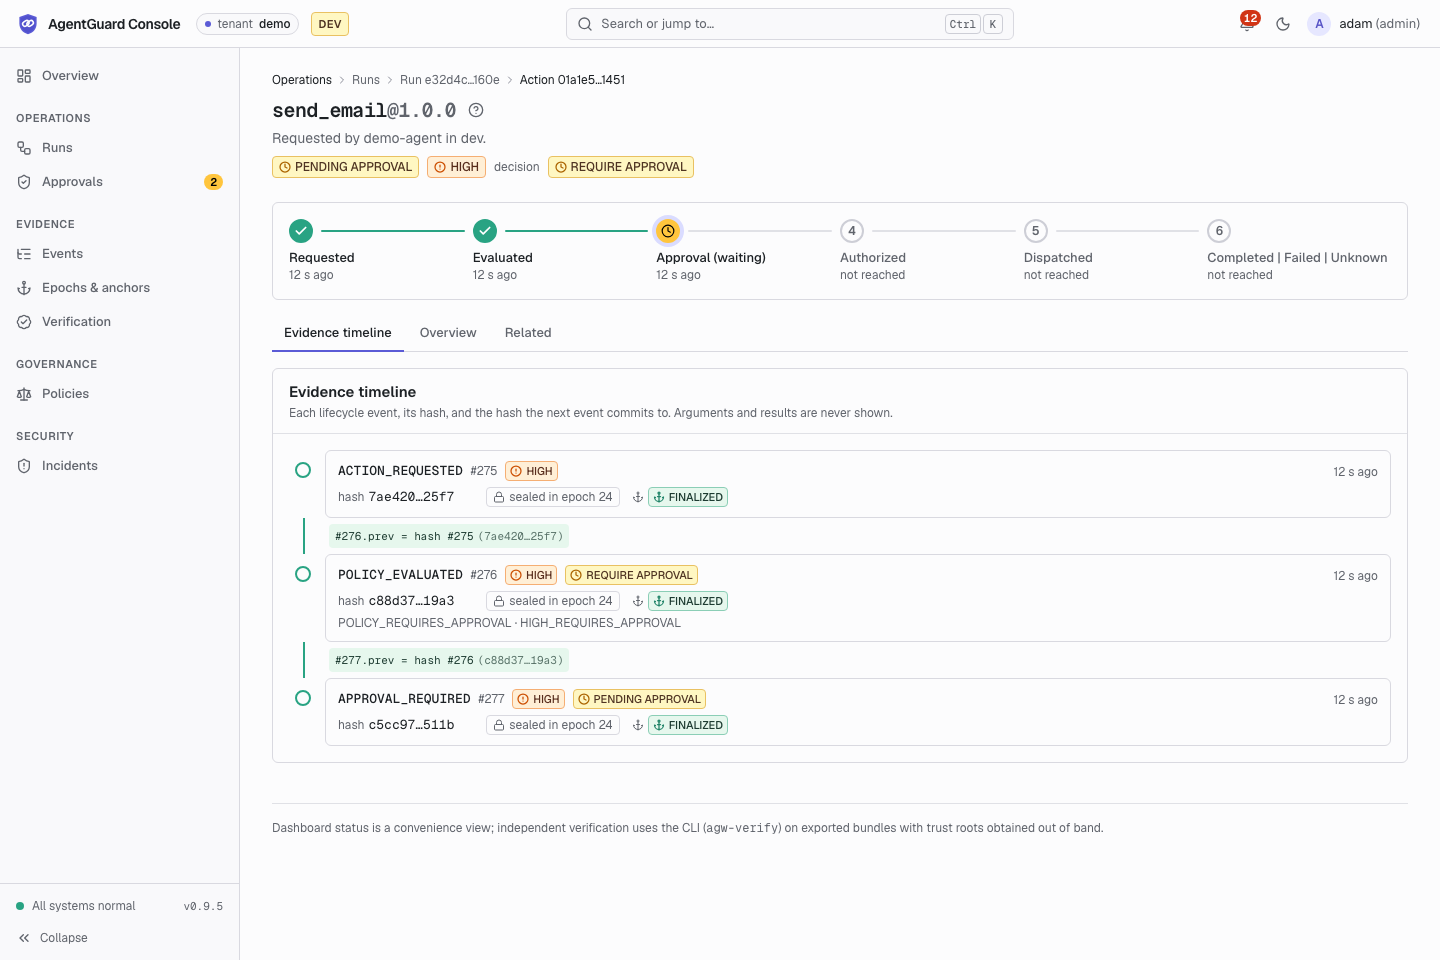 AgentGuard Console
tenant demo
DEV
Search or jump to...
Ctrl K
12
A
adam (admin)
Overview
OPERATIONS
Runs
Approvals 2
EVIDENCE
Events
Epochs & anchors
Verification
GOVERNANCE
Policies
SECURITY
Incidents
All systems normal v0.9.5
Collapse
Operations Runs Run e32d4c…160e Action 01a1e5…1451
send_email@1.0.0
Requested by demo-agent in dev.
PENDING APPROVAL HIGH decision REQUIRE APPROVAL
4 5 6
Requested Evaluated Approval (waiting) Authorized Dispatched Completed | Failed | Unknown
12 s ago 12 s ago 12 s ago not reached not reached not reached
Evidence timeline Overview Related
Evidence timeline
Each lifecycle event, its hash, and the hash the next event commits to. Arguments and results are never shown.
ACTION_REQUESTED #275 HIGH 12 s ago
hash 7ae420…25f7 sealed in epoch 24 FINALIZED
#276.prev = hash #275 (7ae420…25f7)
POLICY_EVALUATED #276 HIGH REQUIRE APPROVAL 12 s ago
hash c88d37…19a3 sealed in epoch 24 FINALIZED
POLICY_REQUIRES_APPROVAL · HIGH_REQUIRES_APPROVAL
#277.prev = hash #276 (c88d37…19a3)
APPROVAL_REQUIRED #277 HIGH PENDING APPROVAL 12 s ago
hash c5cc97…511b sealed in epoch 24 FINALIZED
Dashboard status is a convenience view; independent verification uses the CLI (agw-verify) on exported bundles with trust roots obtained out of band.